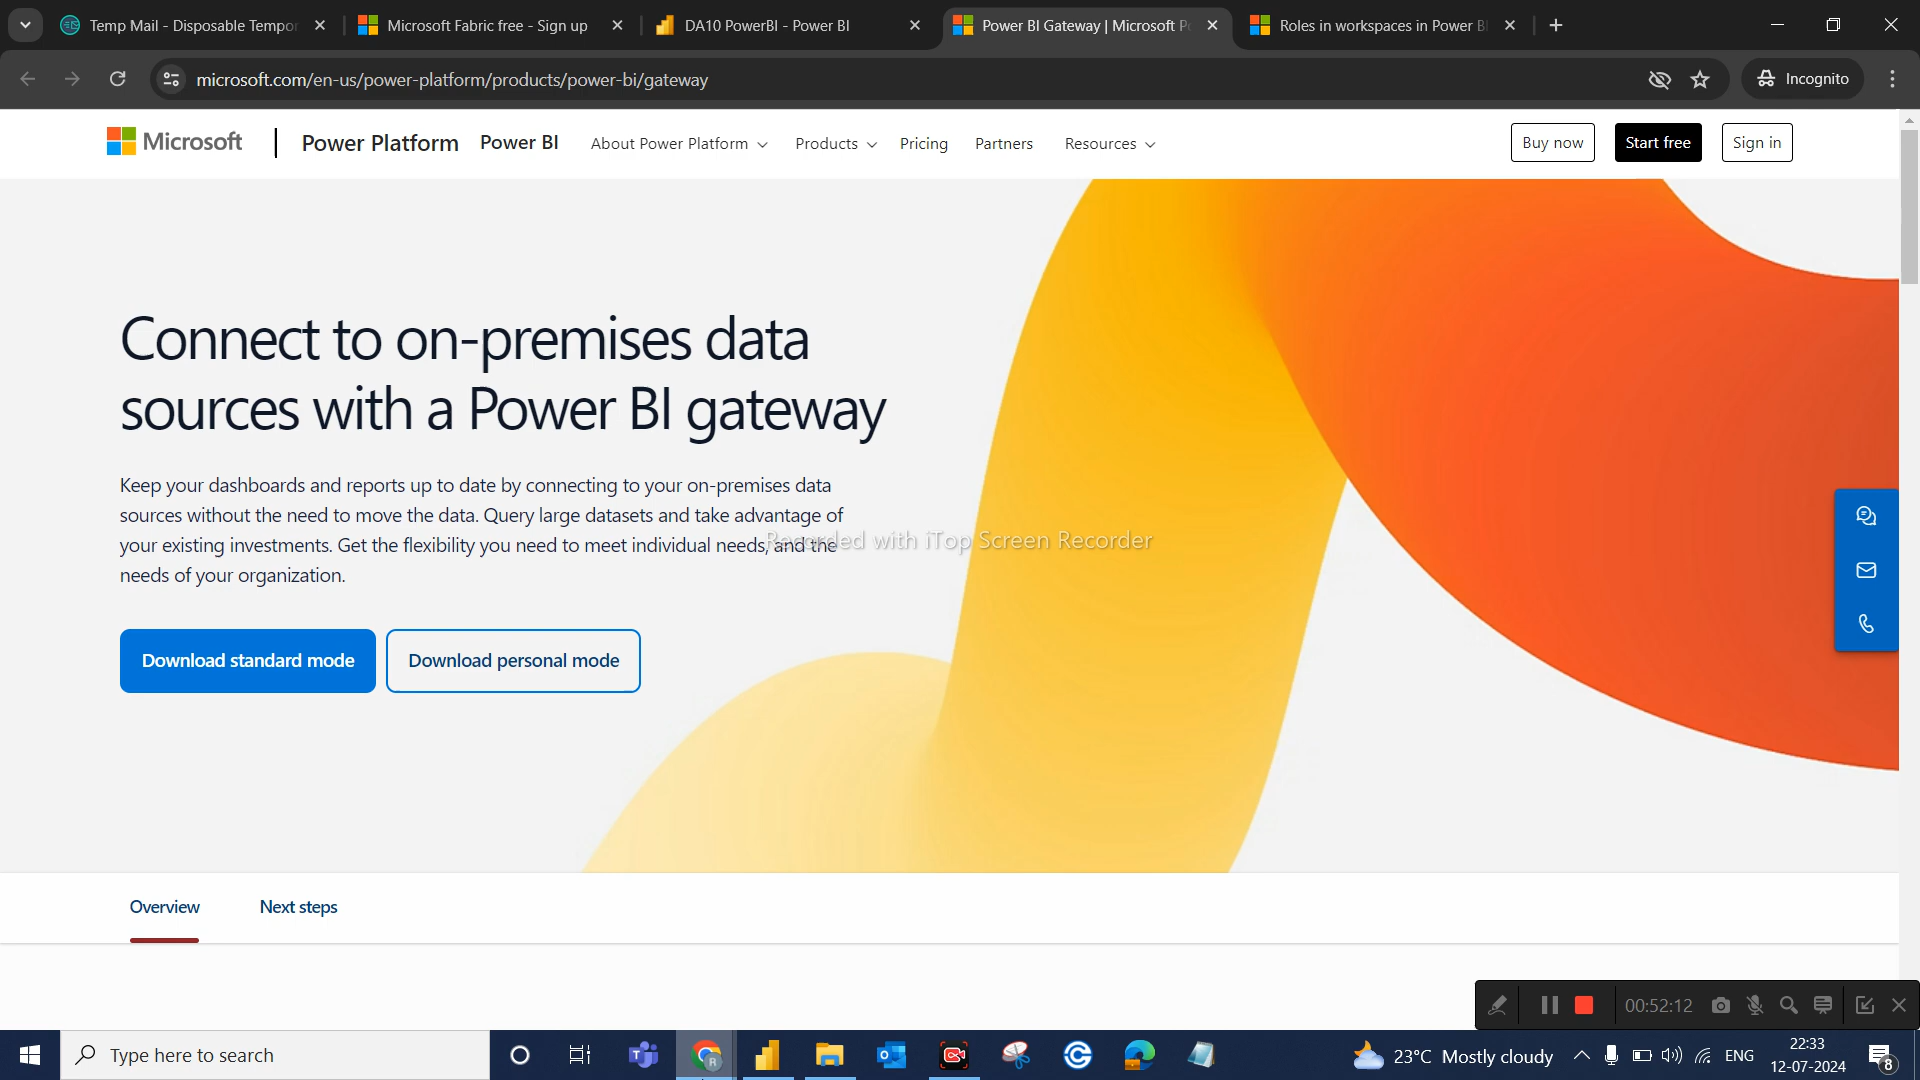 Temp Mail - Disposable Tempor
Microsoft Fabric free - Sign up
DA10 PowerBI - Power BI
Power BI Gateway | Microsoft P
Roles in workspaces in Power B
microsoft.com/en-us/power-platform/products/power-bi/gateway
Incognito
Microsoft
Power Platform
Power BI
About Power Platform
Products
Pricing
Partners
Resources
Buy now
Start free
Sign in
Connect to on-premises data
sources with a Power BI gateway
Keep your dashboards and reports up to date by connecting to your on-premises data
sources without the need to move the data. Query large datasets and take advantage of
your existing investments. Get the flexibility you need to meet individual needs, and the
needs of your organization.
Recorded with iTop Screen Recorder
Download standard mode
Download personal mode
Overview
Next steps
00:52:12
Type here to search
23°C Mostly cloudy
ENG
22:33
12-07-2024
8